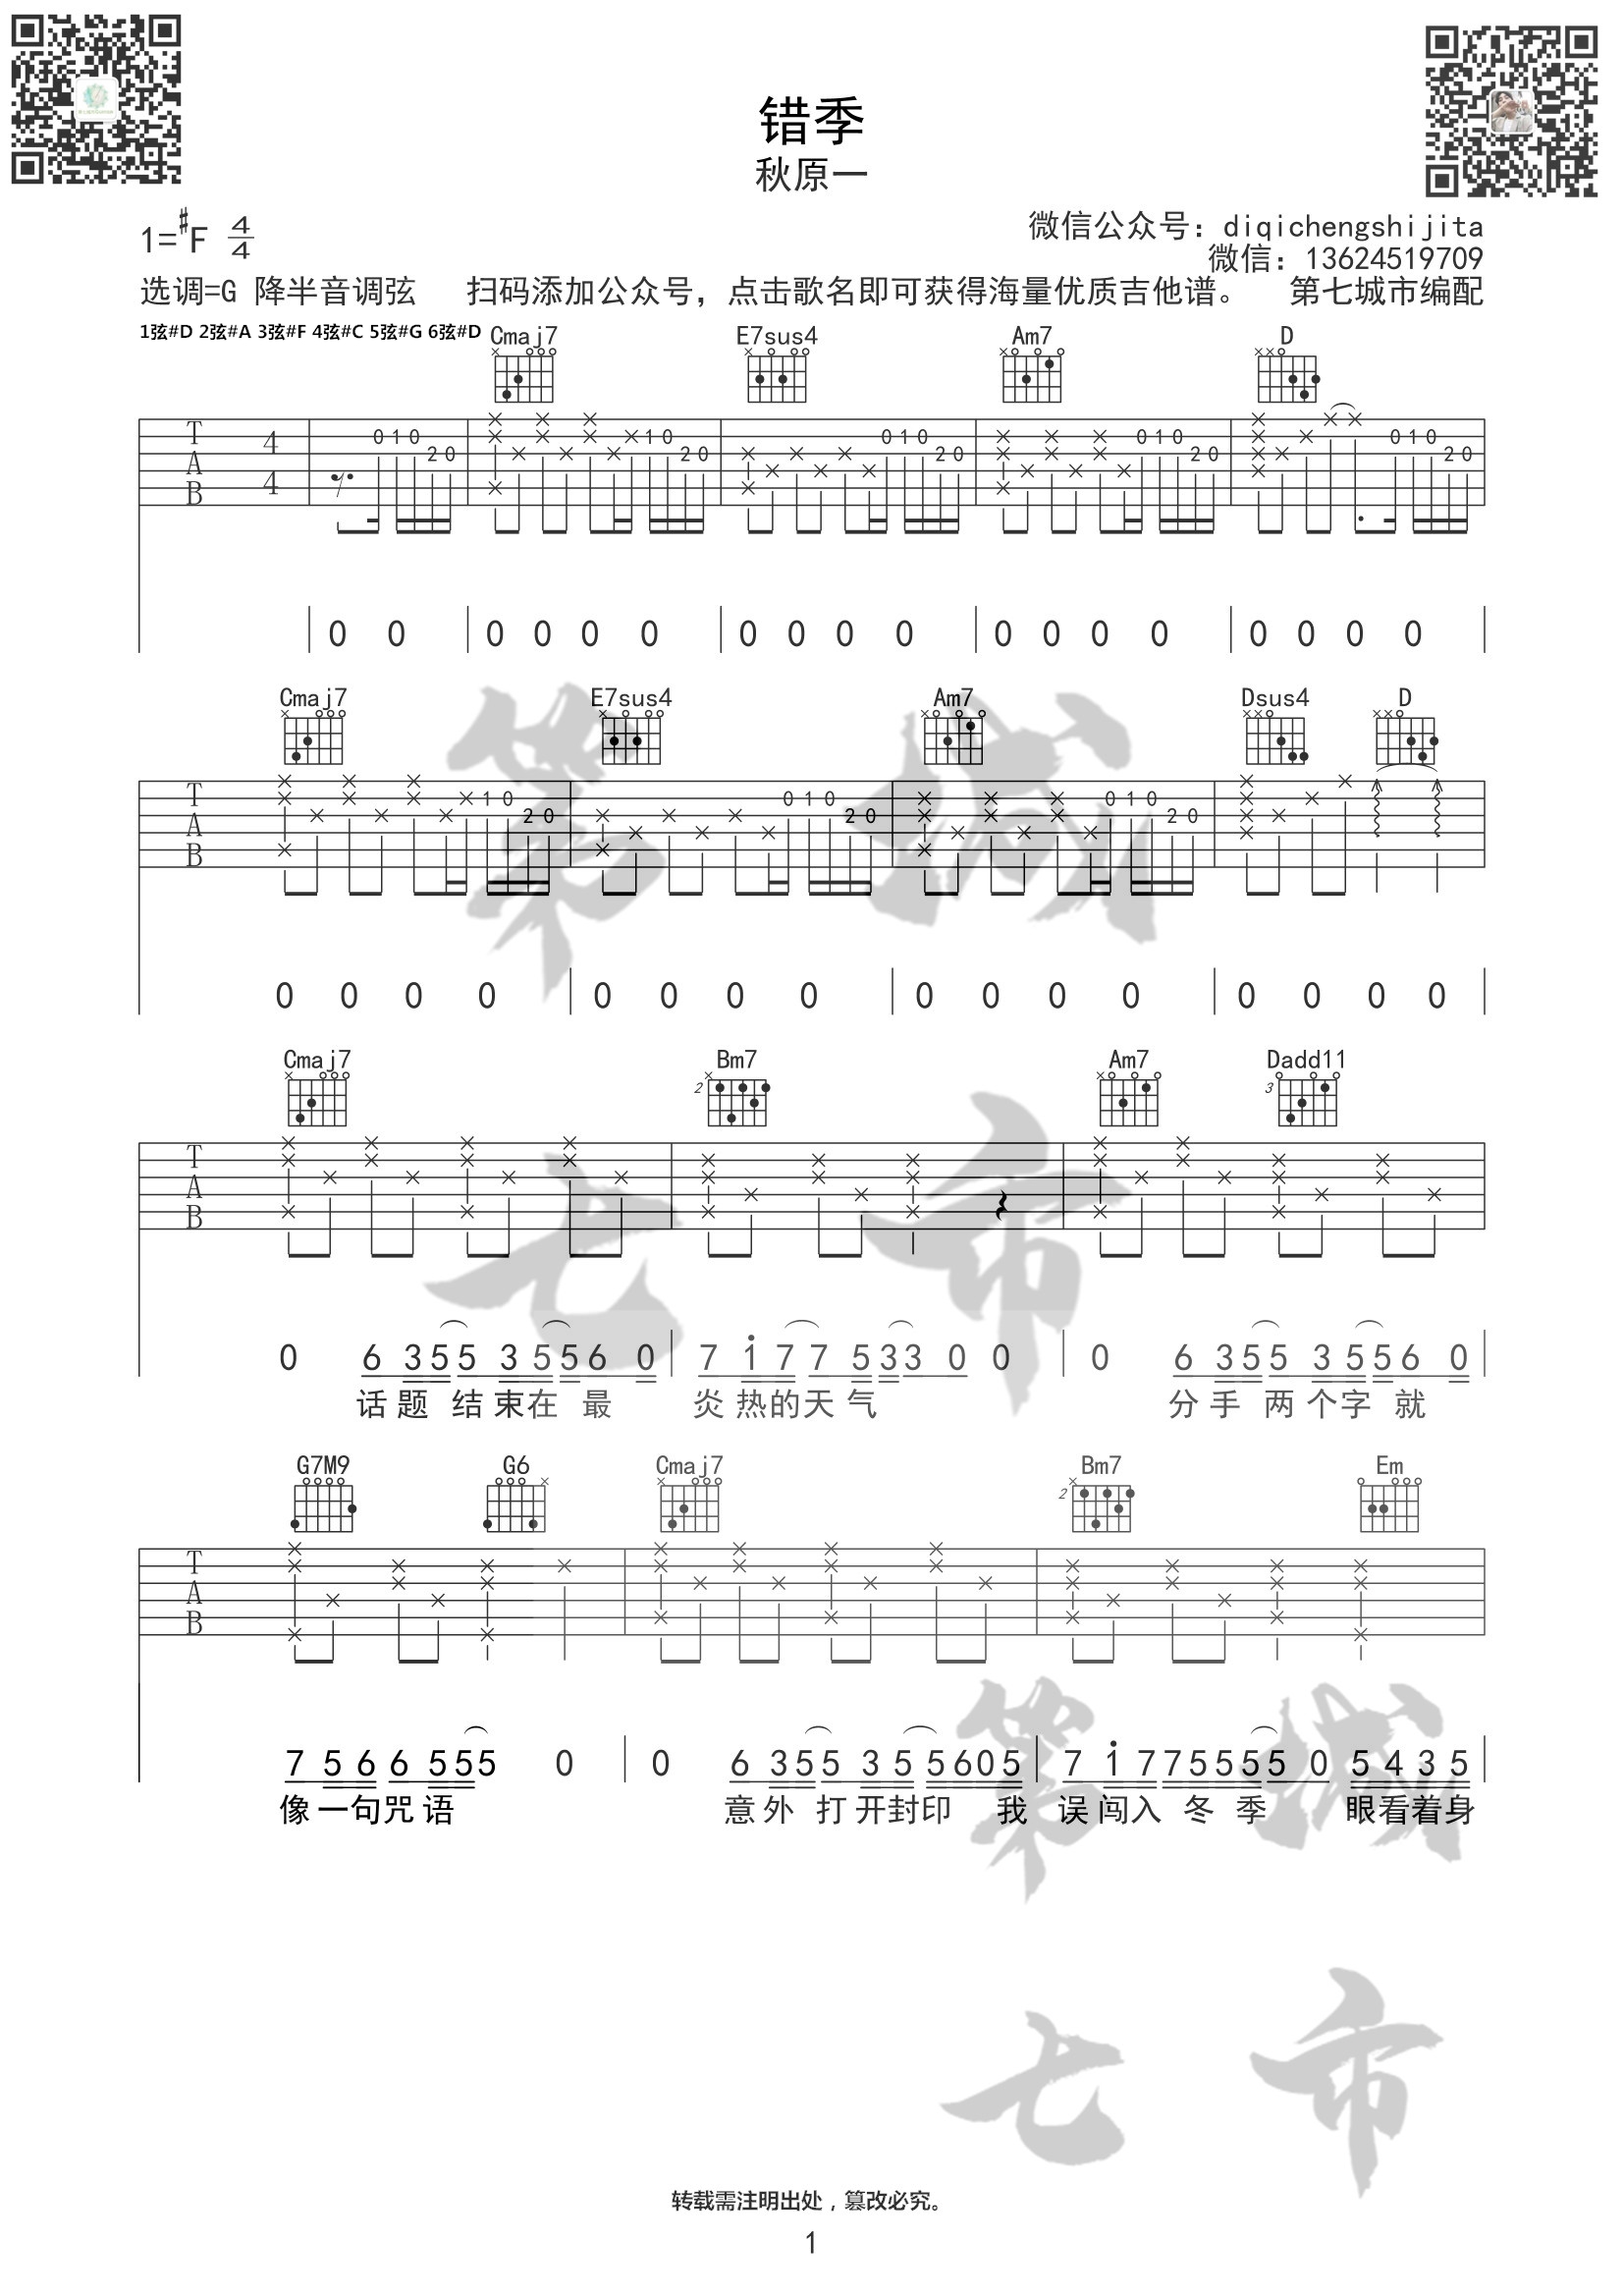 错季
秋原一
1=#F 4/4
微信公众号：diqichengshijita
微信：13624519709
选调=G 降半音调弦 扫码添加公众号，点击歌名即可获得海量优质吉他谱。 第七城市编配
1弦#D 2弦#A 3弦#F 4弦#C 5弦#G 6弦#D
Cmaj7 E7sus4 Am7 D
T A B 4 4 0 1 0 2 0 1 0 2 0 0 1 0 2 0 0 1 0 2 0 0 1 0 2 0
0 0 0 0 0 0 0 0 0 0 0 0 0 0 0 0 0 0
Cmaj7 E7sus4 Am7 Dsus4 D
T A B 1 0 2 0 0 1 0 2 0 0 1 0 2 0
0 0 0 0 0 0 0 0 0 0 0 0 0 0 0 0
Cmaj7 Bm7 Am7 Dadd11
2 3
T A B
0 6 3 5 5 3 5 5 6 0 7 1 7 7 5 3 3 0 0 0 6 3 5 5 3 5 5 6 0
话题 结束在 最 炎热的天气 分手 两个字 就
G7M9 G6 Cmaj7 Bm7 Em
2
T A B
7 5 6 6 5 5 5 0 0 6 3 5 5 3 5 5 6 0 5 7 1 7 7 5 5 5 5 0 5 4 3 5
像一句咒语 意外 打开封印 我 误闯入 冬季 眼看着身
第 城
七 市
第 城
七 市
转载需注明出处，篡改必究。
1